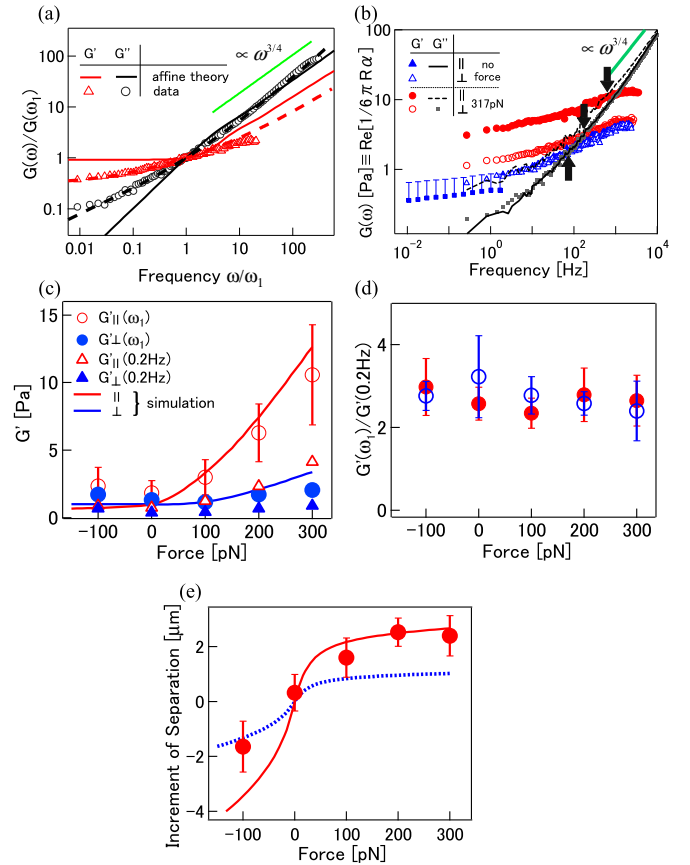 (a)
G(ω)/G(ω₁)
G' G''
affine theory
data
∝ ω^3/4
100
10
1
0.1
0.01 0.1 1 10 100
Frequency ω/ω₁
(b)
G(ω) [Pa]≡Re[1/6πRα]
G' G''
∥ no
⊥ force
∥
⊥ 317pN
∝ ω^3/4
100
10
1
10^-2 10^0 10^2 10^4
Frequency [Hz]
(c)
G' [Pa]
G'∥(ω₁)
G'⊥(ω₁)
G'∥(0.2Hz)
G'⊥(0.2Hz)
∥
⊥ } simulation
15
10
5
0
-100 0 100 200 300
Force [pN]
(d)
G'(ω₁)/G'(0.2Hz)
4
2
0
-100 0 100 200 300
Force [pN]
(e)
Increment of Separation [μm]
2
0
-2
-4
-100 0 100 200 300
Force [pN]